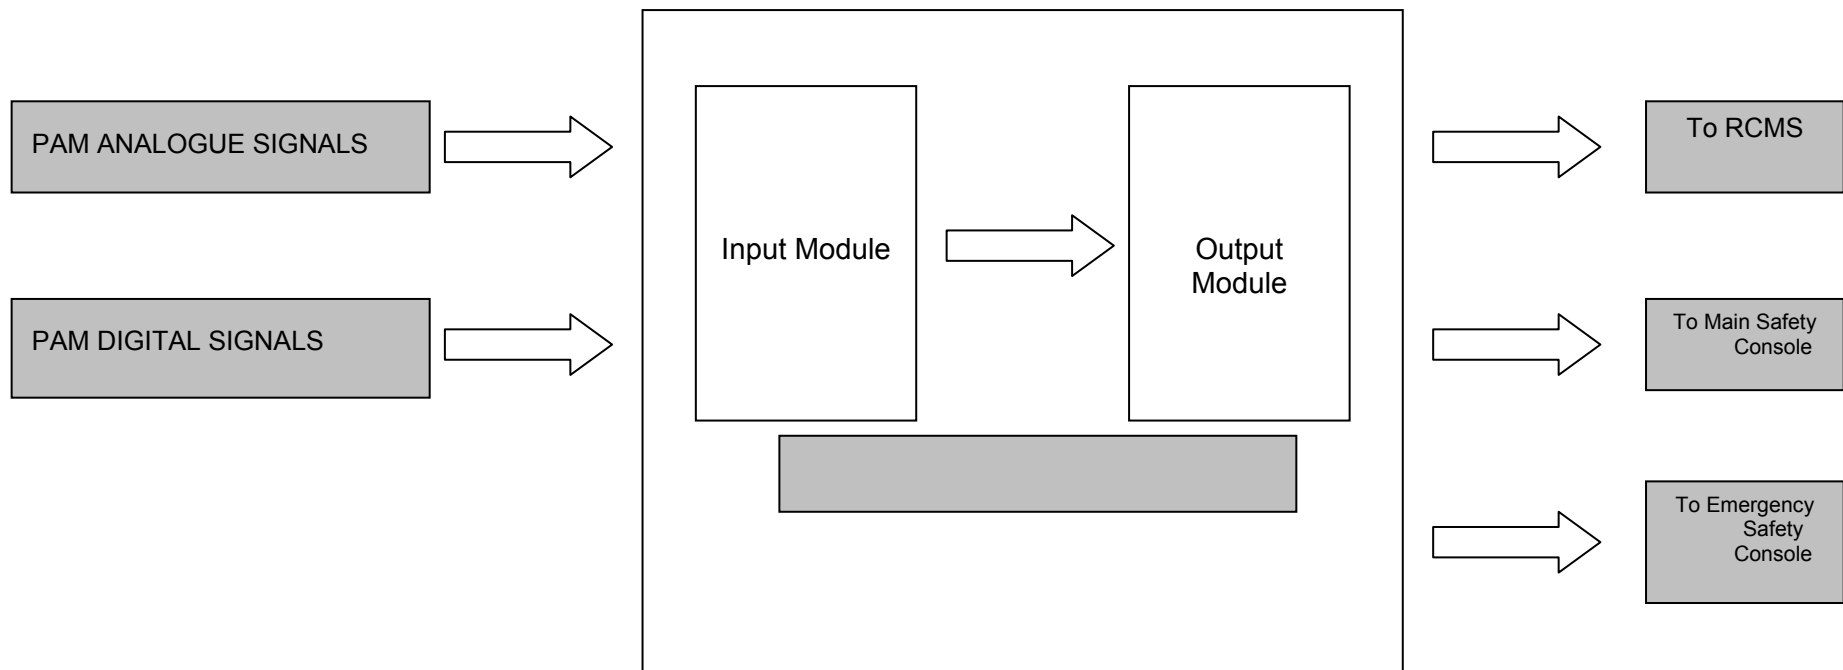 PAM ANALOGUE SIGNALS
To RCMS
Input Module
Output
Module
PAM DIGITAL SIGNALS
To Main Safety
Console
To Emergency
Safety
Console